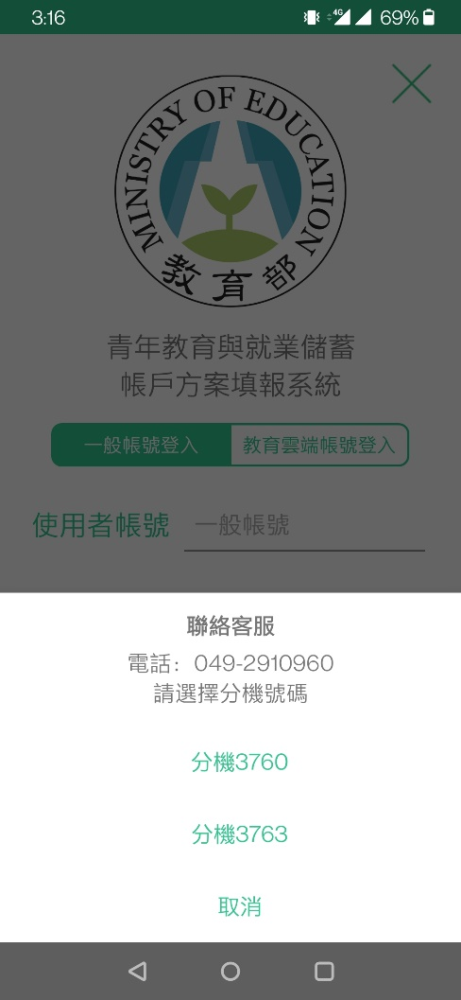 3:16
4G
69%
MINISTRY OF EDUCATION
教育部
青年教育與就業儲蓄
帳戶方案填報系統
一般帳號登入
教育雲端帳號登入
使用者帳號
一般帳號
聯絡客服
電話：049-2910960
請選擇分機號碼
分機3760
分機3763
取消